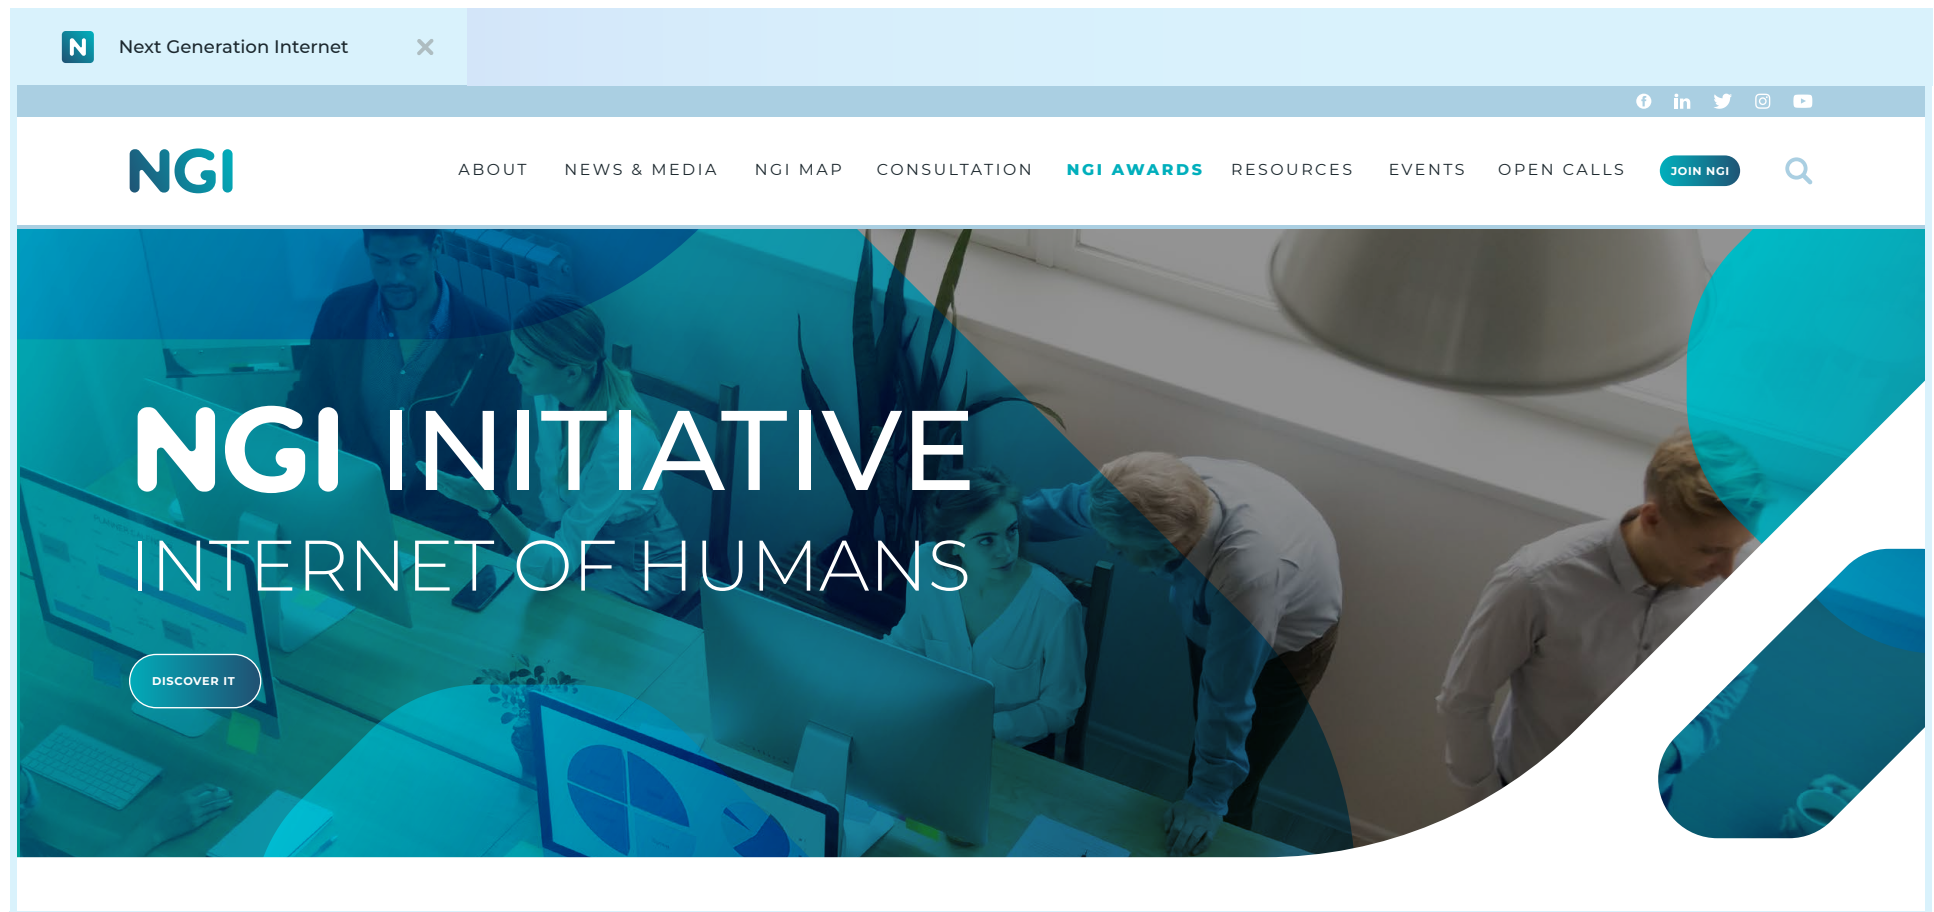 N Next Generation Internet
NGI ABOUT NEWS & MEDIA NGI MAP CONSULTATION NGI AWARDS RESOURCES EVENTS OPEN CALLS JOIN NGI
NGI INITIATIVE
INTERNET OF HUMANS
DISCOVER IT